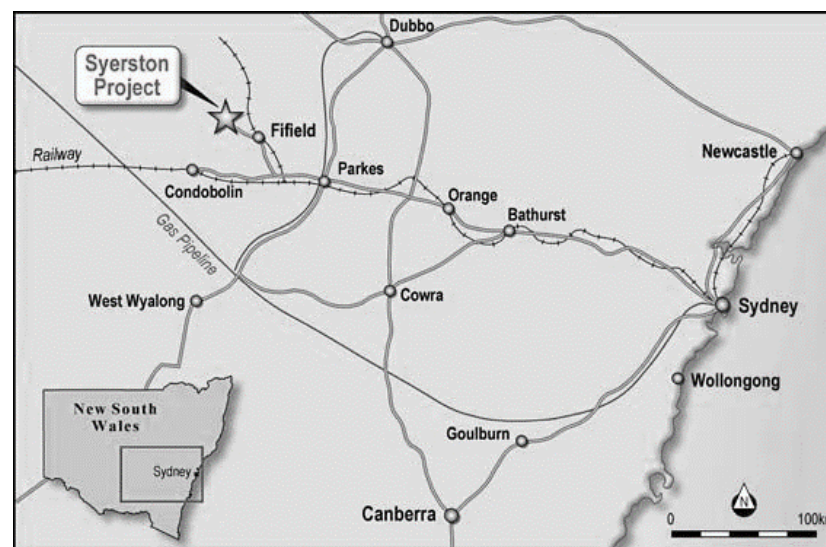 Dubbo
Syerston
Project
Fifield
Newcastle
Railway
Parkes
Condobolin
Orange
Bathurst
Gas Pipeline
West Wyalong
Cowra
Sydney
Wollongong
New South
Wales
Sydney
Goulburn
Canberra
N
0 100km